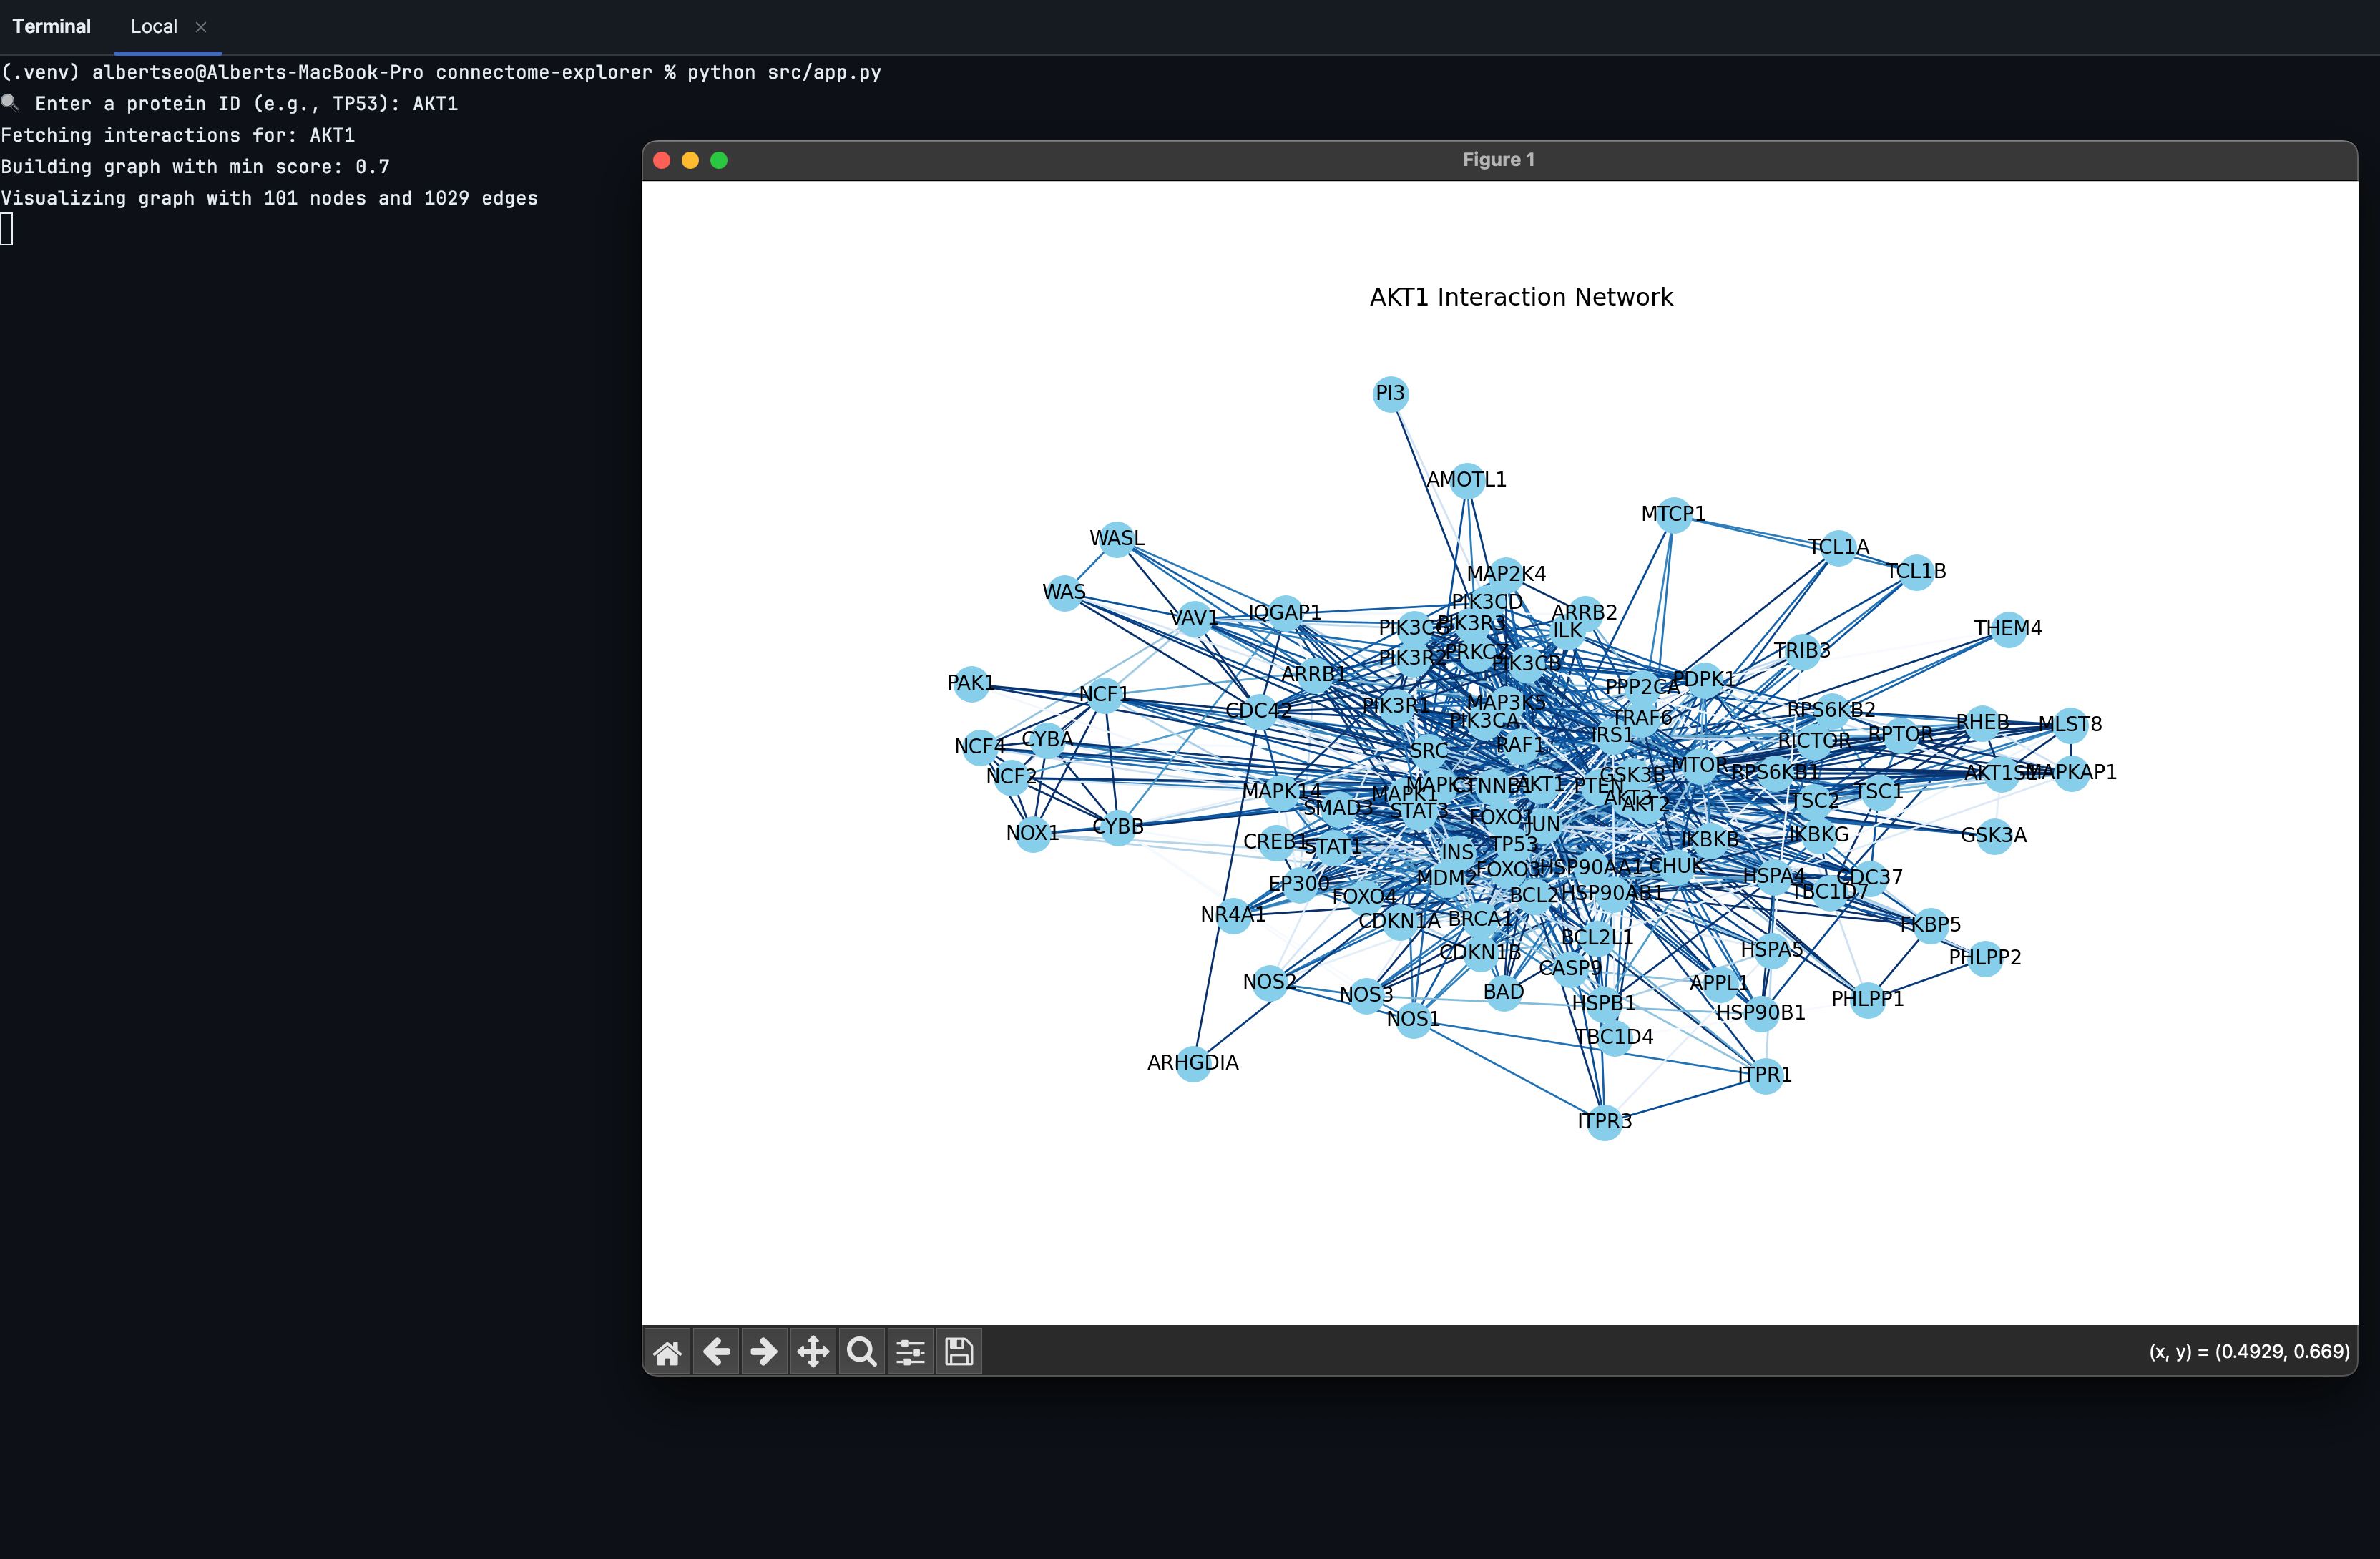 Terminal Local ×
(.venv) albertseo@Alberts-MacBook-Pro connectome-explorer % python src/app.py
🔍 Enter a protein ID (e.g., TP53): AKT1
Fetching interactions for: AKT1
Building graph with min score: 0.7
Visualizing graph with 101 nodes and 1029 edges
Figure 1
AKT1 Interaction Network
PI3
AMOTL1
MTCP1
WASL
TCL1A
TCL1B
MAP2K4
WAS
PIK3CD
VAV1
IQGAP1
ARRB2
PIK3R3
THEM4
ILK
PRKCZ
PIK3R2
PIK3CB
TRIB3
ARRB1
PAK1
NCF1
PPP2CA
PDPK1
PIK3R1
MAP3K5
CDC42
RPS6KB2
PIK3CA
TRAF6
RHEB
MLST8
IRS1
RPTOR
NCF4
CYBA
SRC
RAF1
RICTOR
NCF2
MTOR
GSK3B
RPS6KB1
MAPKAP1
MAPK14
MAPK3
AKT1
PTEN
MAPK1
AKT3
AKT2
TSC1
TSC2
SMAD3
STAT3
JUN
NOX1
CYBB
GSK3A
IKBKG
IKBKB
CREB1
STAT1
TP53
INS
HSP90AA1
CHUK
MDM2
FOXO3
HSPA4
CDC37
EP300
TBC1D7
FOXO4
BCL2
HSP90AB1
NR4A1
CDKN1A
BRCA1
FKBP5
BCL2L1
HSPA5
CDKN1B
PHLPP2
CASP9
NOS2
NOS3
BAD
APPL1
PHLPP1
HSPB1
NOS1
HSP90B1
TBC1D4
ARHGDIA
ITPR1
ITPR3
(x, y) = (0.4929, 0.669)